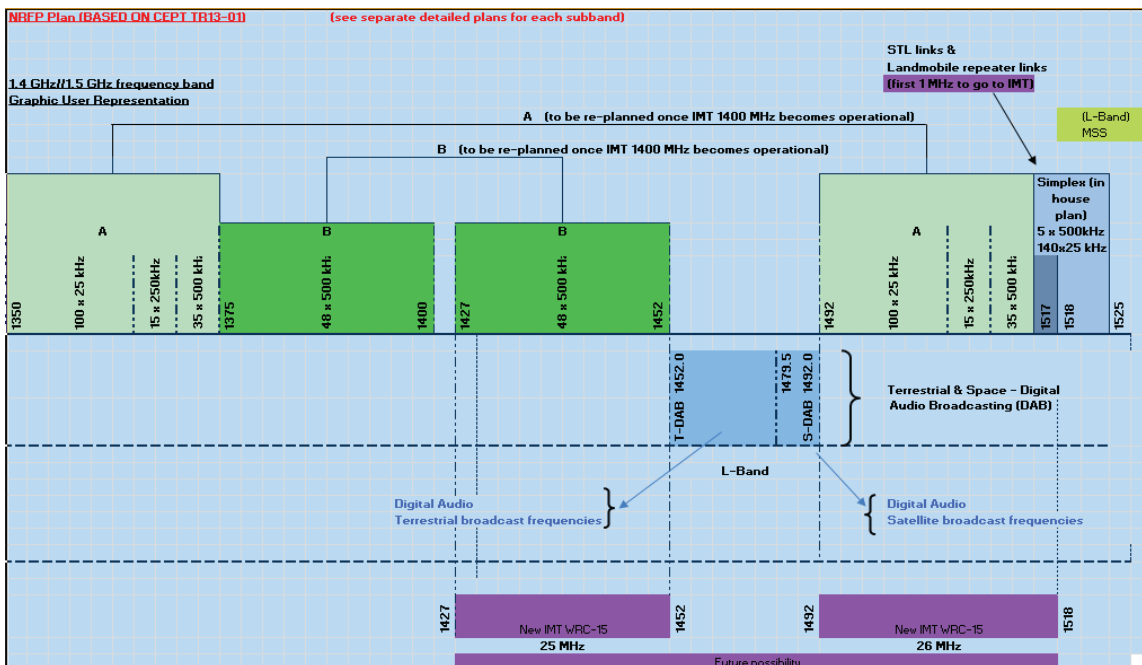 NRFP Plan (BASED ON CEPT TR13-01) (see separate detailed plans for each subband)
STL links &
Landmobile repeater links
(first 1 MHz to go to IMT)
1.4 GHz//1.5 GHz frequency band
Graphic User Representation
A (to be re-planned once IMT 1400 MHz becomes operational)
(L-Band)
MSS
B (to be re-planned once IMT 1400 MHz becomes operational)
Simplex (in
house
plan)
5 x 500kHz
140x25 kHz
A
B
B
A
1350
100 x 25 kHz
15 x 250kHz
35 x 500 kHz
1375
48 x 500 kHz
1400
1427
48 x 500 kHz
1452
1492
100 x 25 kHz
15 x 250kHz
35 x 500 kHz
1517
1518
1525
T-DAB 1452.0
1479.5
S-DAB 1492.0
Terrestrial & Space - Digital
Audio Broadcasting (DAB)
L-Band
Digital Audio
Terrestrial broadcast frequencies
Digital Audio
Satellite broadcast frequencies
1427
New IMT WRC-15
25 MHz
1452
1492
New IMT WRC-15
26 MHz
1518
Future possibility